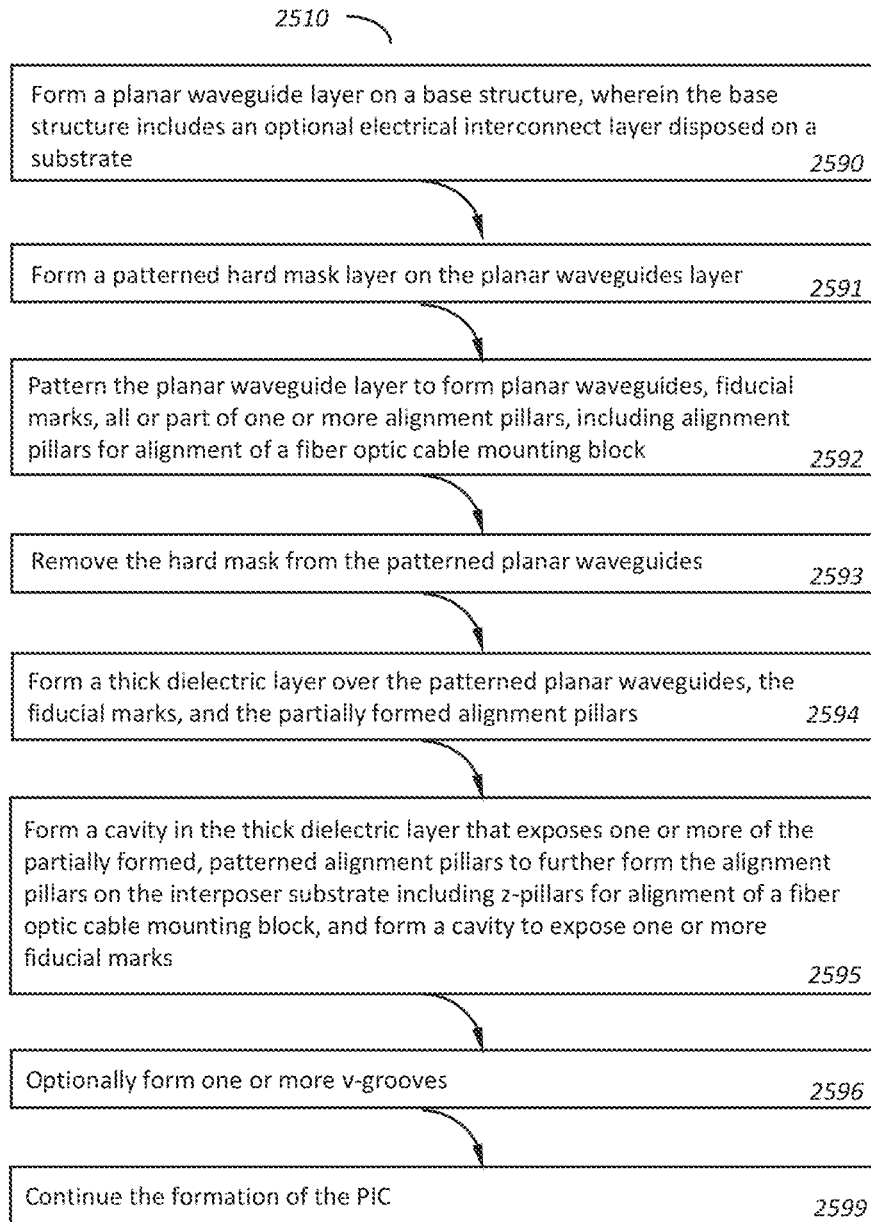 2510
Form a planar waveguide layer on a base structure, wherein the base
structure includes an optional electrical interconnect layer disposed on a
substrate
2590
Form a patterned hard mask layer on the planar waveguides layer
2591
Pattern the planar waveguide layer to form planar waveguides, fiducial
marks, all or part of one or more alignment pillars, including alignment
pillars for alignment of a fiber optic cable mounting block
2592
Remove the hard mask from the patterned planar waveguides
2593
Form a thick dielectric layer over the patterned planar waveguides, the
fiducial marks, and the partially formed alignment pillars
2594
Form a cavity in the thick dielectric layer that exposes one or more of the
partially formed, patterned alignment pillars to further form the alignment
pillars on the interposer substrate including z-pillars for alignment of a fiber
optic cable mounting block, and form a cavity to expose one or more
fiducial marks
2595
Optionally form one or more v-grooves
2596
Continue the formation of the PIC
2599